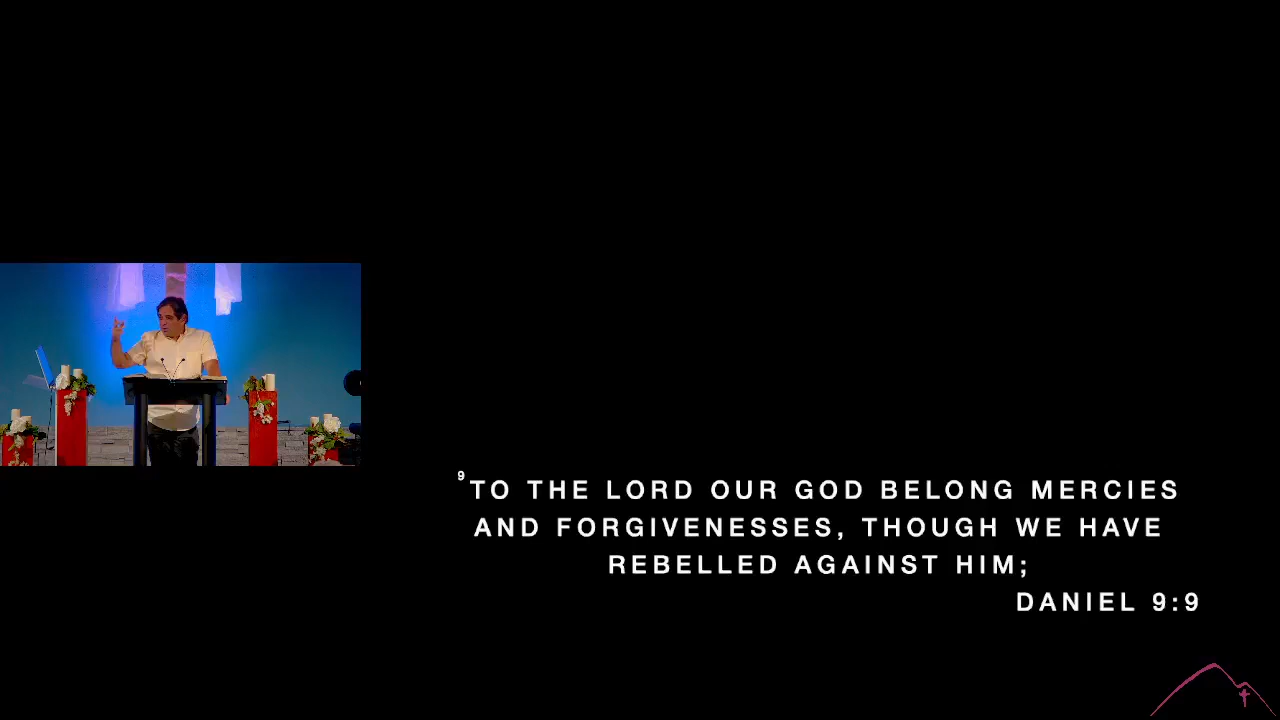 ⁹TO THE LORD OUR GOD BELONG MERCIES
AND FORGIVENESSES, THOUGH WE HAVE
REBELLED AGAINST HIM;
DANIEL 9:9